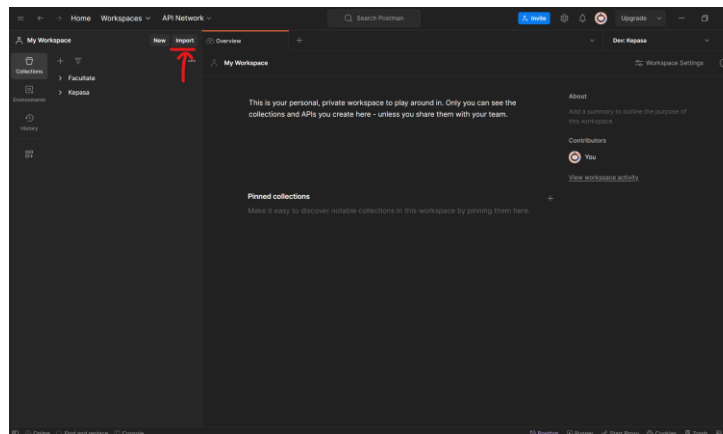 Home Workspaces API Network Search Postman Invite Upgrade
My Workspace New Import Overview Dev: Kepasa
Collections
Environments
History
Facultate
Kepasa
My Workspace Workspace Settings
This is your personal, private workspace to play around in. Only you can see the
collections and APIs you create here - unless you share them with your team.
Pinned collections
Make it easy to discover notable collections in this workspace by pinning them here.
About
Add a summary to outline the purpose of
this workspace.
Contributors
You
View workspace activity
Online Find and replace Console Postbot Runner Start Proxy Cookies Trash